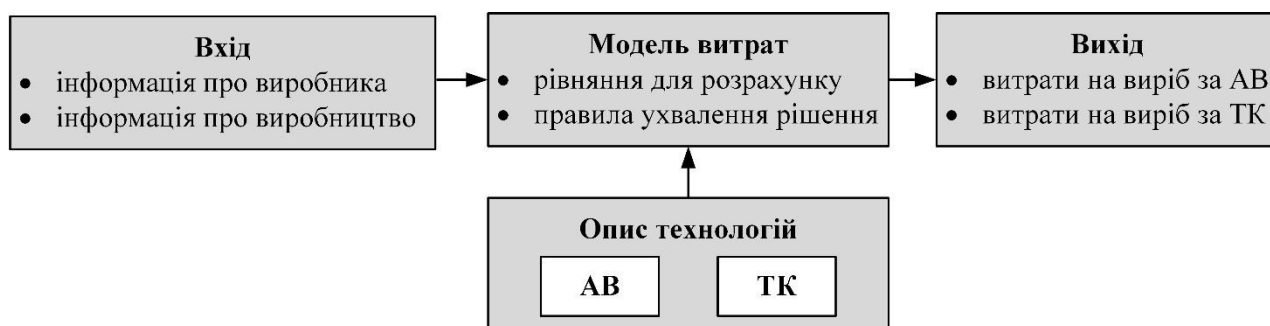 Вхід
• інформація про виробника
• інформація про виробництво
Модель витрат
• рівняння для розрахунку
• правила ухвалення рішення
Вихід
• витрати на виріб за АВ
• витрати на виріб за ТК
Опис технологій
АВ
ТК